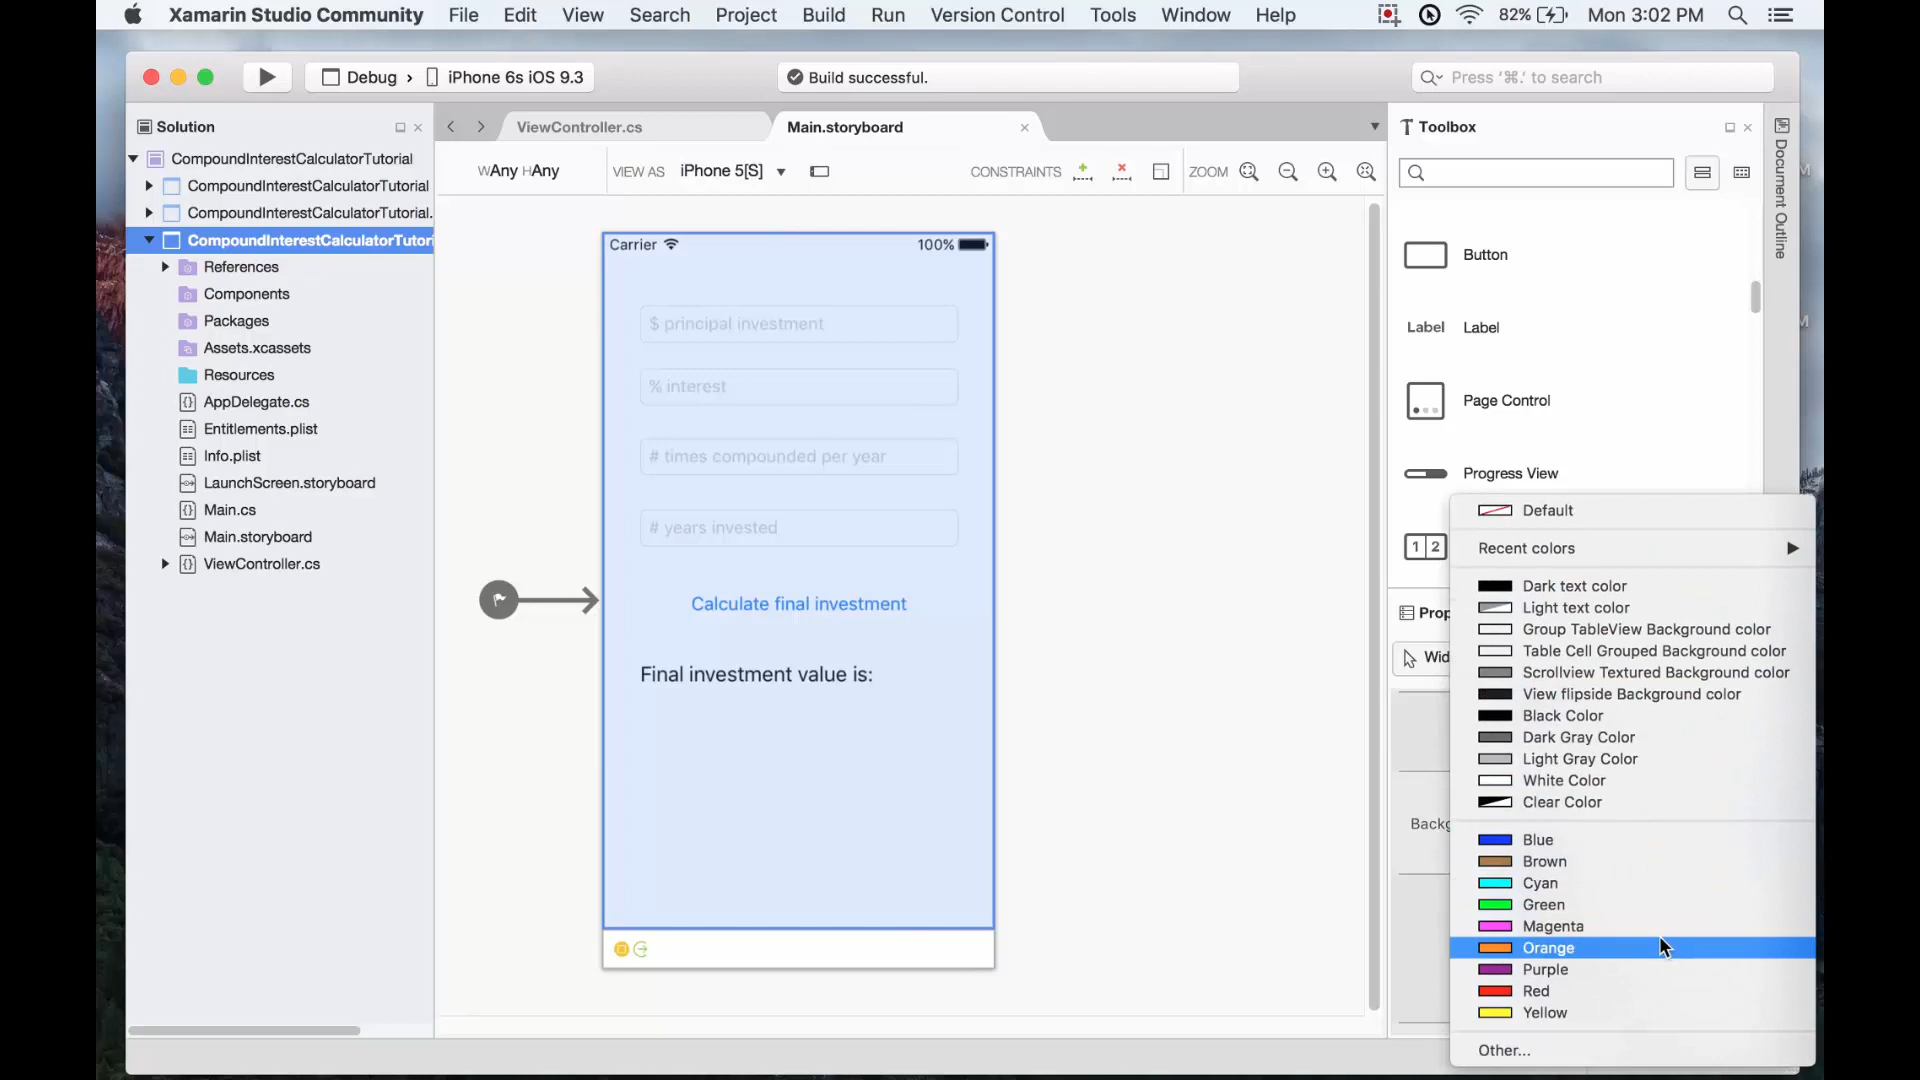 Xamarin Studio Community File Edit View Search Project Build Run Version Control Tools Window Help 82% Mon 3:02 PM
Debug › iPhone 6s iOS 9.3 Build successful. Press ‘⌘.’ to search
Solution
CompoundInterestCalculatorTutorial
CompoundInterestCalculatorTutorial
CompoundInterestCalculatorTutorial.
CompoundInterestCalculatorTutori
References
Components
Packages
Assets.xcassets
Resources
AppDelegate.cs
Entitlements.plist
Info.plist
LaunchScreen.storyboard
Main.cs
Main.storyboard
ViewController.cs
ViewController.cs Main.storyboard
wAny hAny VIEW AS iPhone 5[S] CONSTRAINTS ZOOM
Carrier 100%
$ principal investment
% interest
# times compounded per year
# years invested
Calculate final investment
Final investment value is:
Toolbox
Button
Label Label
Page Control
Progress View
1 2
Prop
Wid
Backg
Document Outline
Default
Recent colors
Dark text color
Light text color
Group TableView Background color
Table Cell Grouped Background color
Scrollview Textured Background color
View flipside Background color
Black Color
Dark Gray Color
Light Gray Color
White Color
Clear Color
Blue
Brown
Cyan
Green
Magenta
Orange
Purple
Red
Yellow
Other...